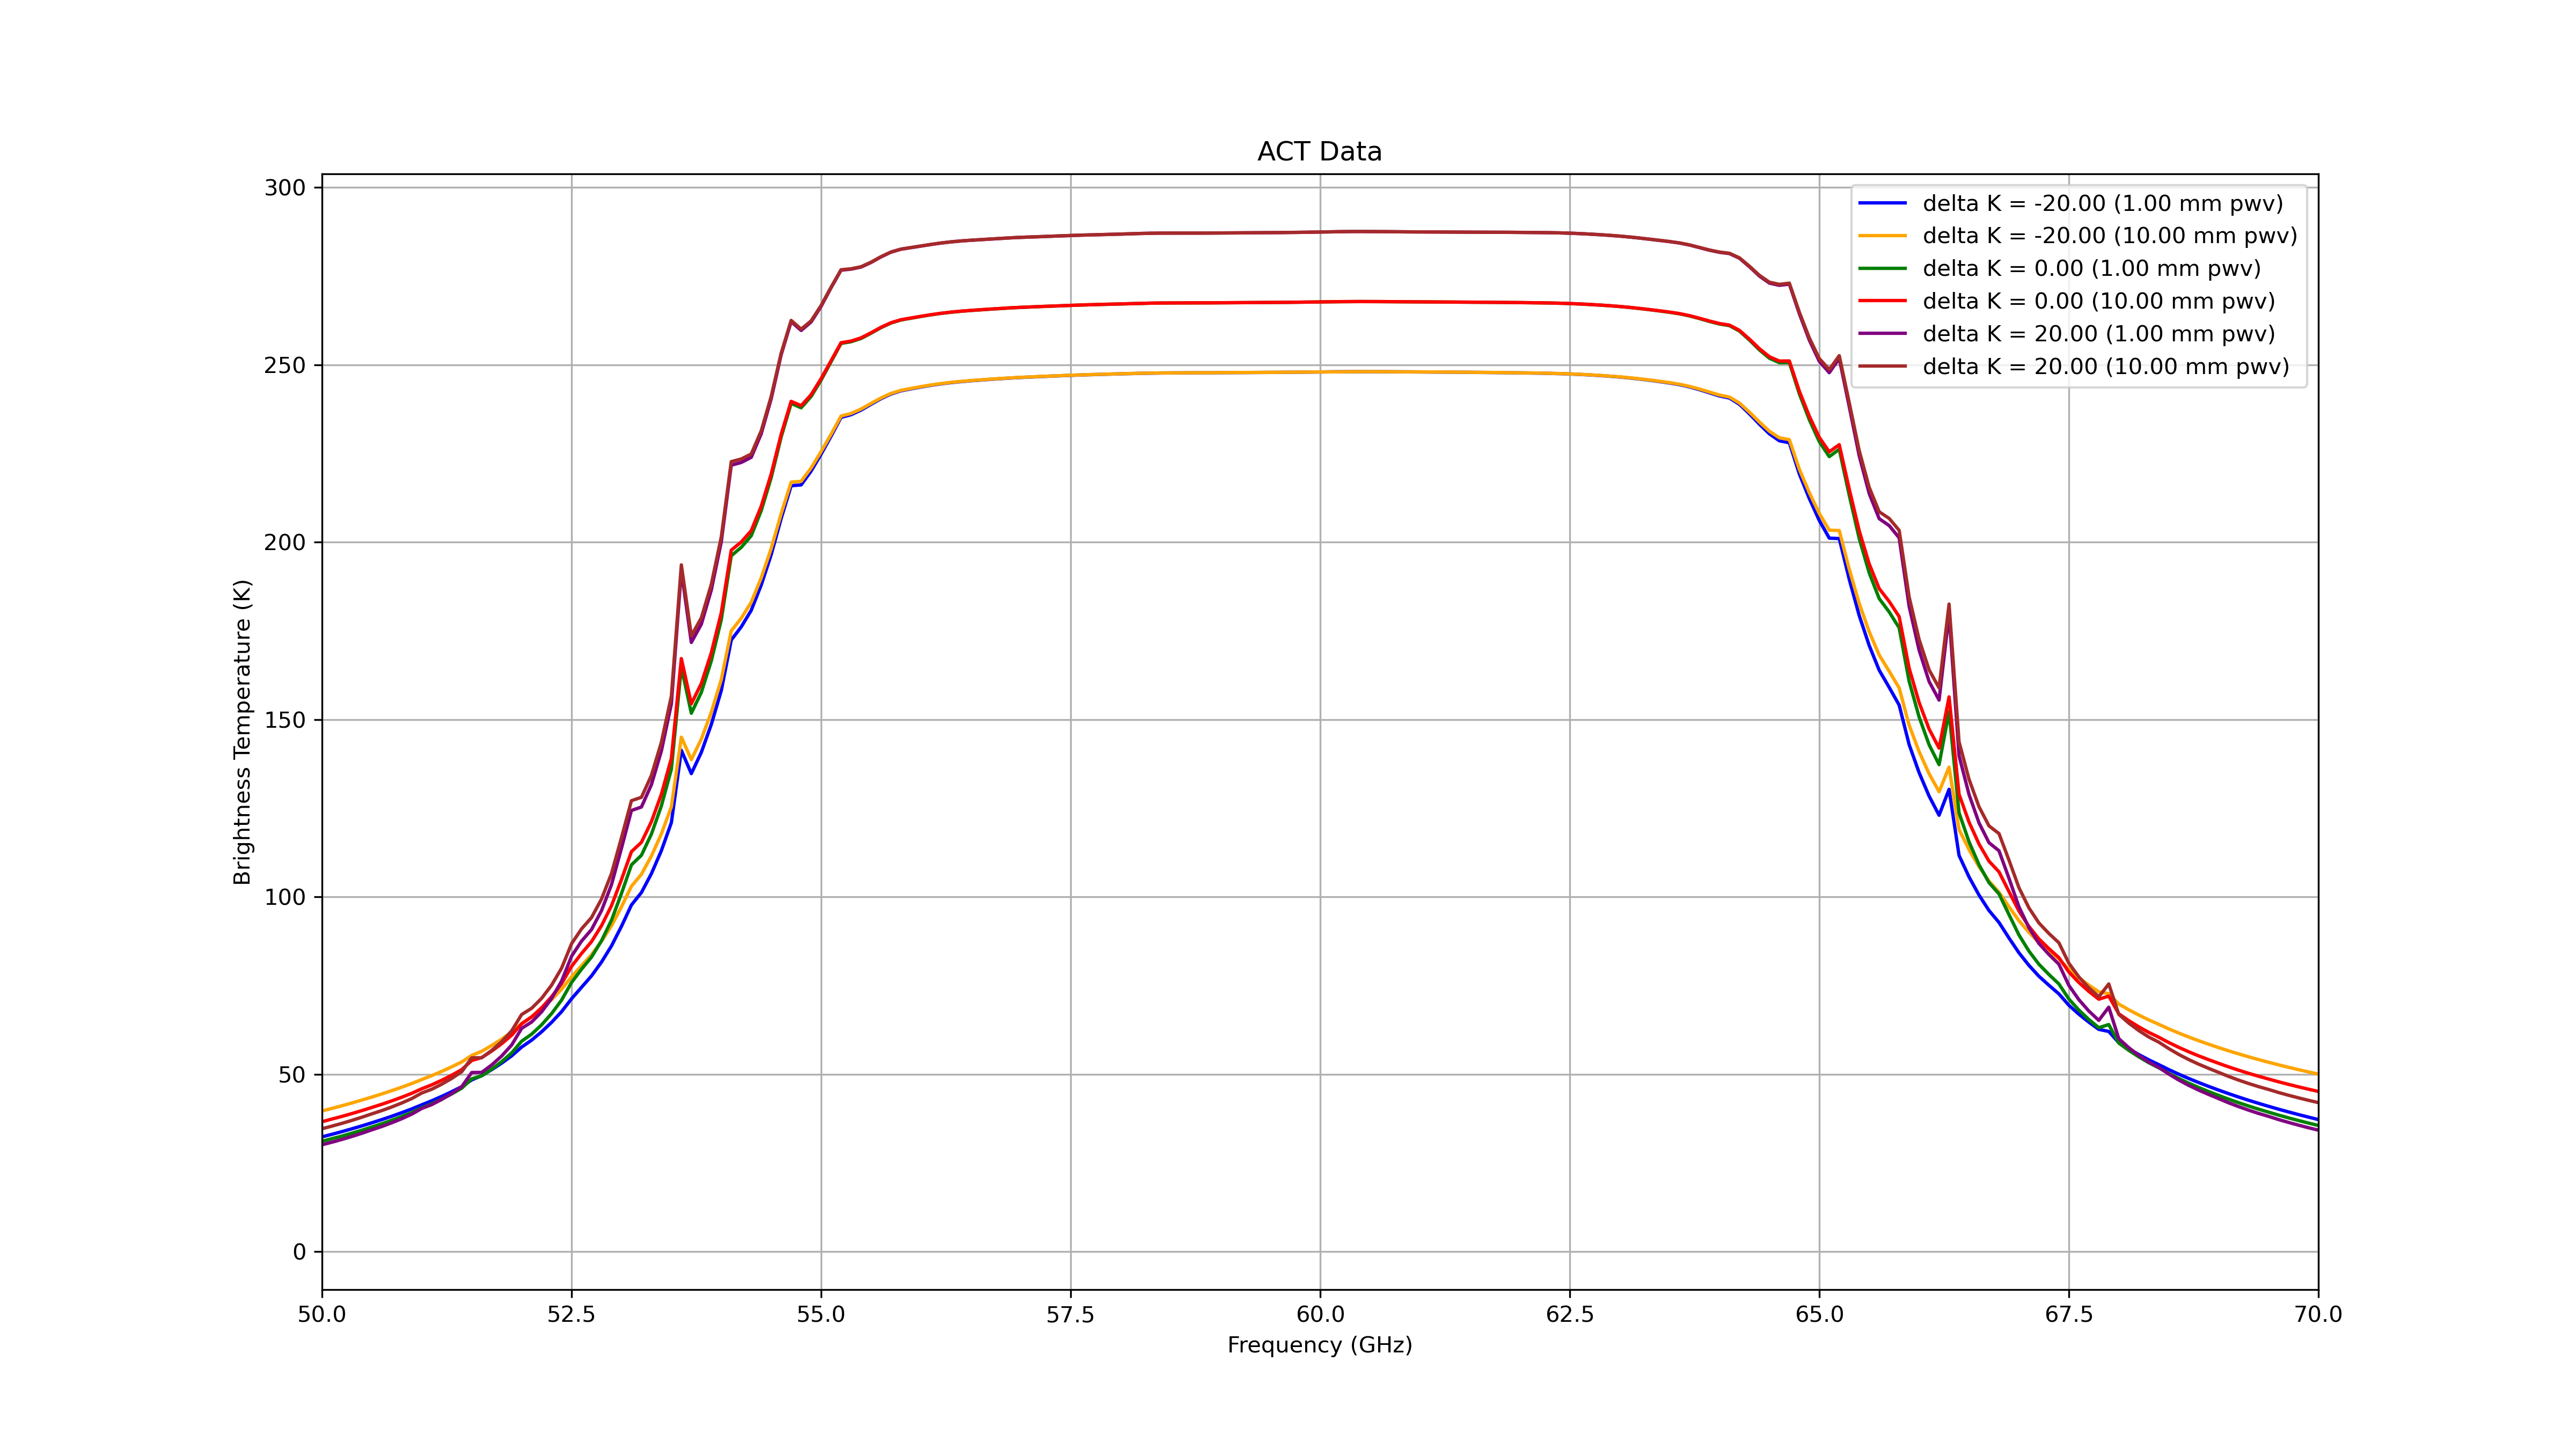 ACT Data
300
250
200
150
100
50
0
Brightness Temperature (K)
delta K = -20.00 (1.00 mm pwv)
delta K = -20.00 (10.00 mm pwv)
delta K = 0.00 (1.00 mm pwv)
delta K = 0.00 (10.00 mm pwv)
delta K = 20.00 (1.00 mm pwv)
delta K = 20.00 (10.00 mm pwv)
50.0 52.5 55.0 57.5 60.0 62.5 65.0 67.5 70.0
Frequency (GHz)